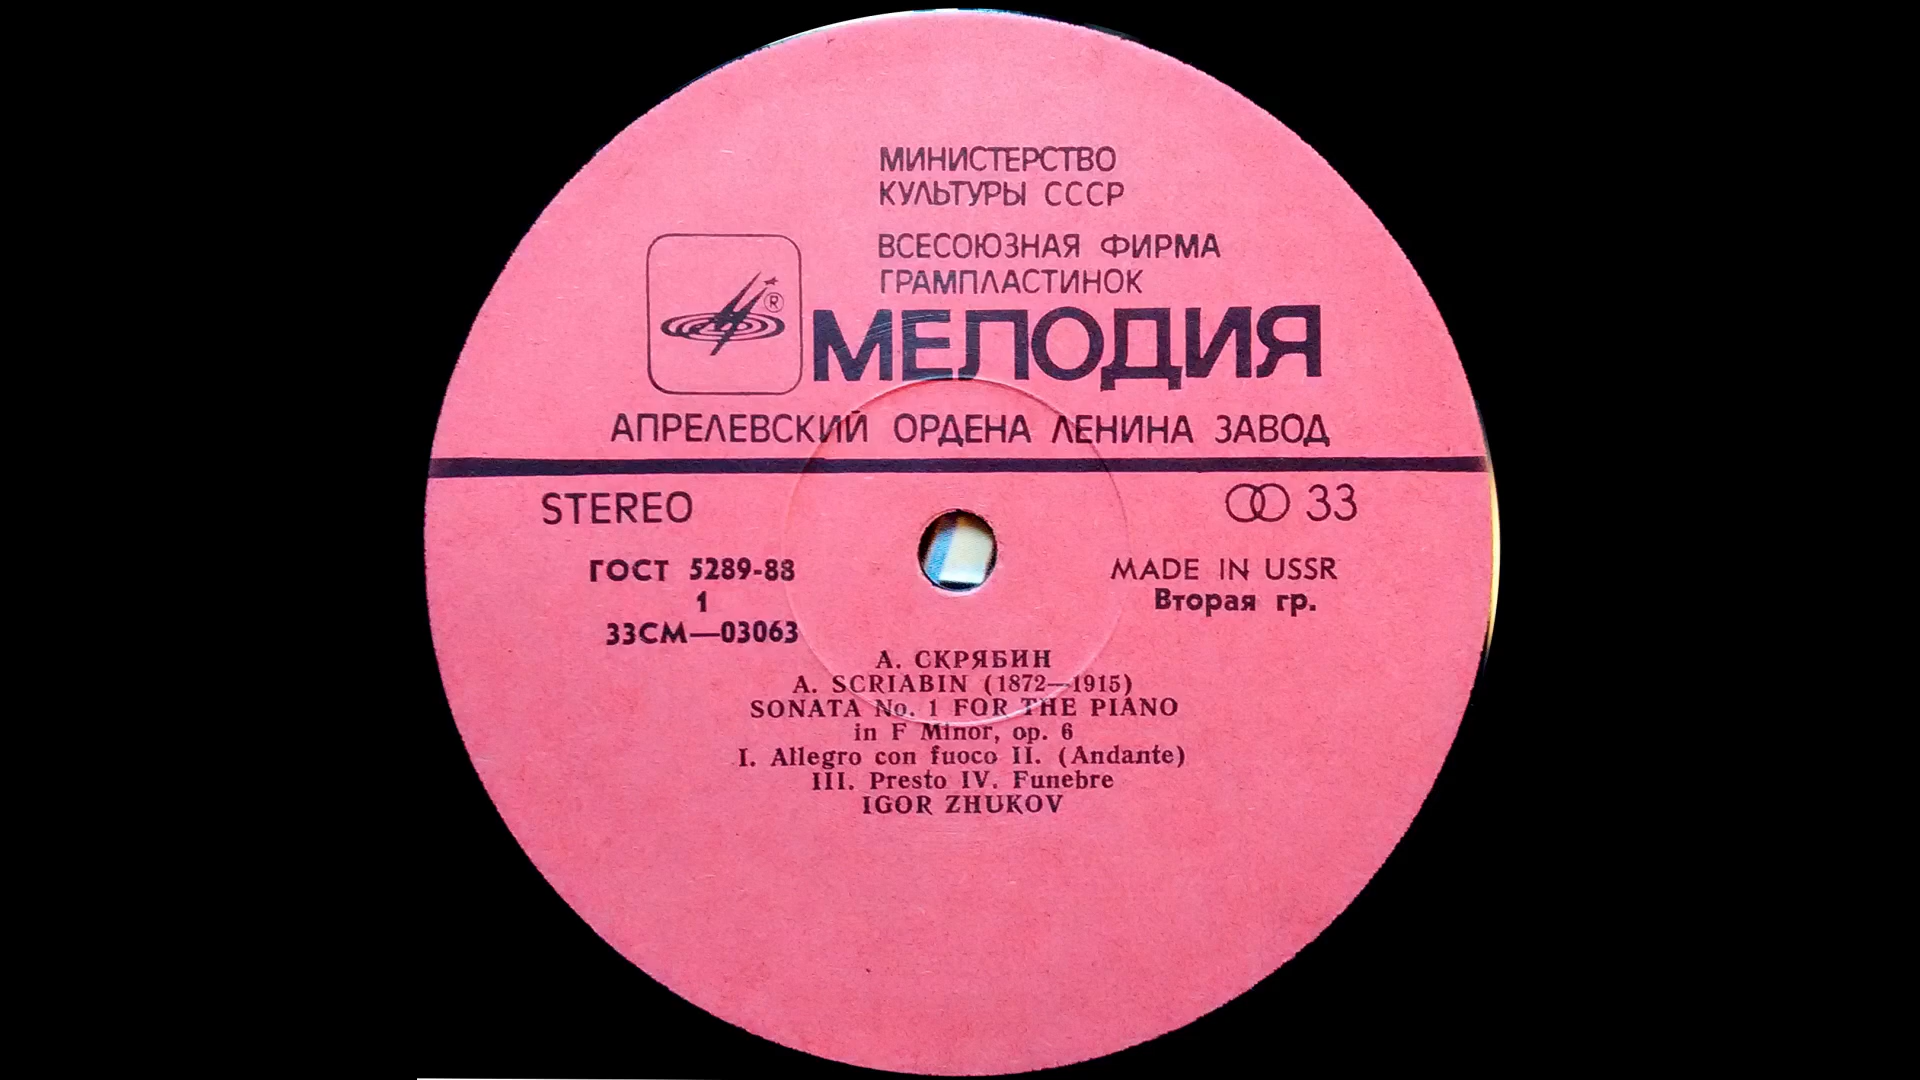 МИНИСТЕРСТВО
КУЛЬТУРЫ СССР
ВСЕСОЮЗНАЯ ФИРМА
ГРАМПЛАСТИНОК
®
МЕЛОДИЯ
АПРЕЛЕВСКИЙ ОРДЕНА ЛЕНИНА ЗАВОД
STEREO
33
ГОСТ 5289-88
MADE IN USSR
1
Вторая гр.
33СМ—03063
А. СКРЯБИН
A. SCRIABIN (1872—1915)
SONATA No. 1 FOR THE PIANO
in F Minor, op. 6
I. Allegro con fuoco II. (Andante)
III. Presto IV. Funebre
IGOR ZHUKOV